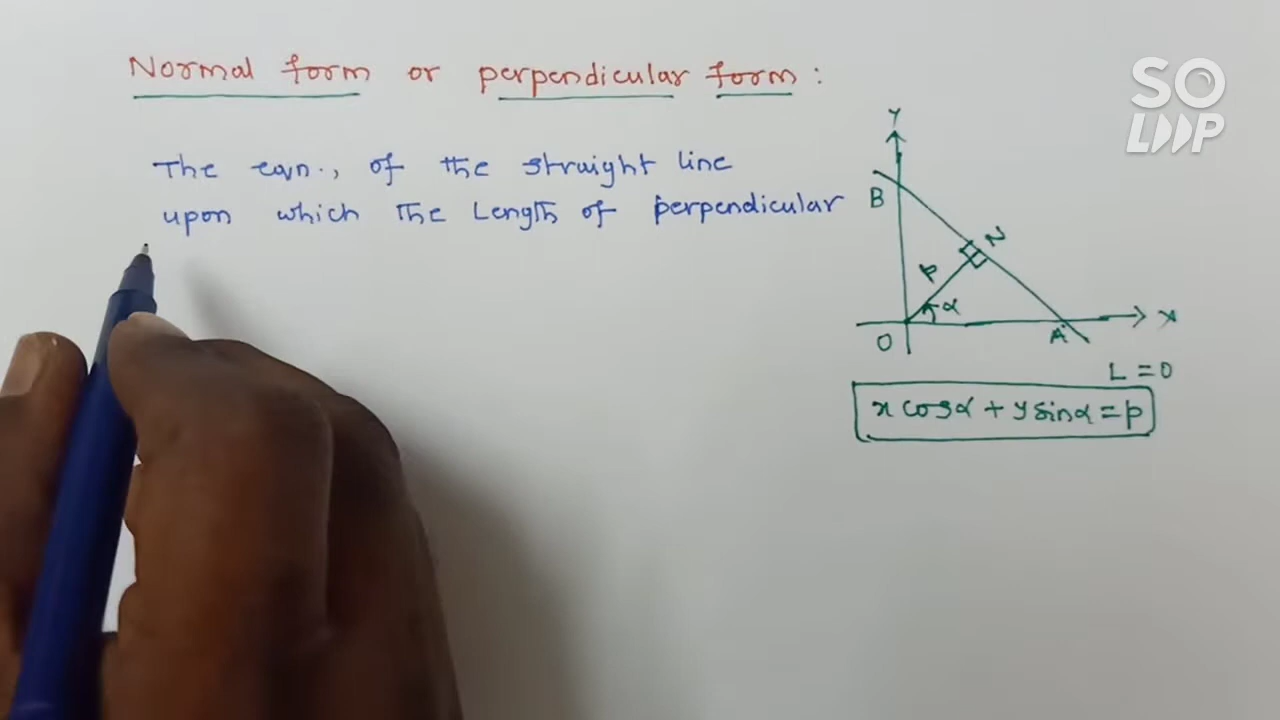 Normal form or perpendicular form :
The eqn., of the straight line
upon which the Length of perpendicular
Y
B
N
p
α
X
O
A
L = 0
x cosα + y sinα = p
SO
LOOP